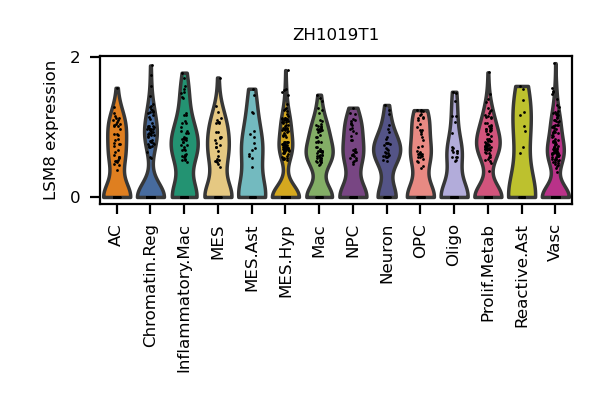 ZH1019T1
LSM8 expression
2
0
AC
Chromatin.Reg
Inflammatory.Mac
MES
MES.Ast
MES.Hyp
Mac
NPC
Neuron
OPC
Oligo
Prolif.Metab
Reactive.Ast
Vasc